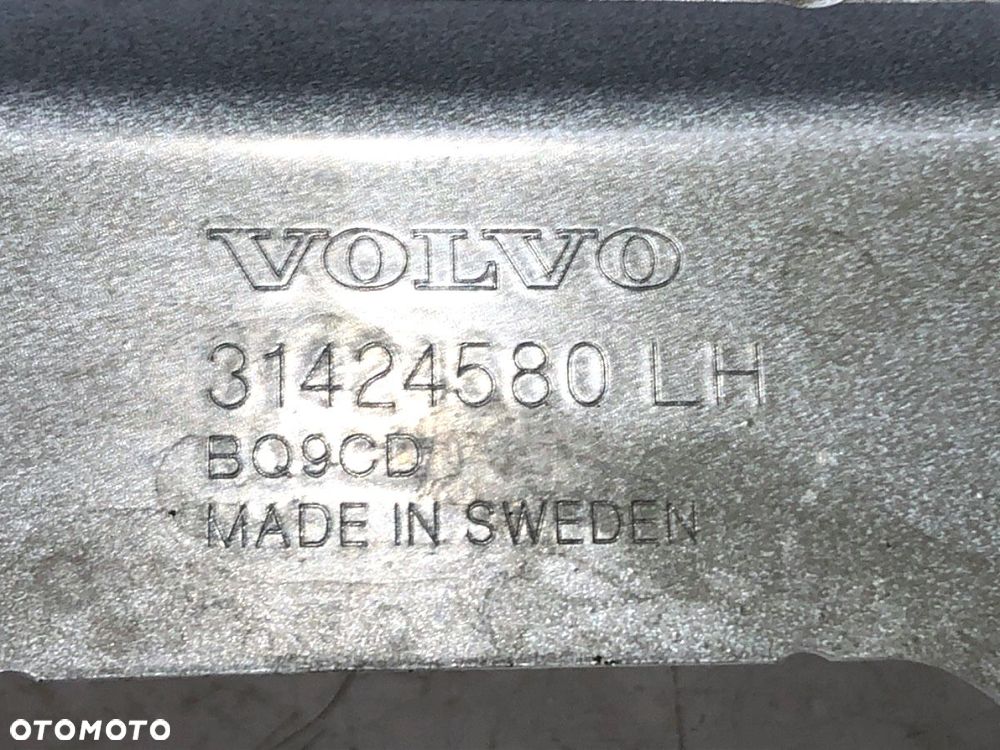 VOLVO
31424580 LH
BQ9CD
MADE IN SWEDEN
OTOMOTO